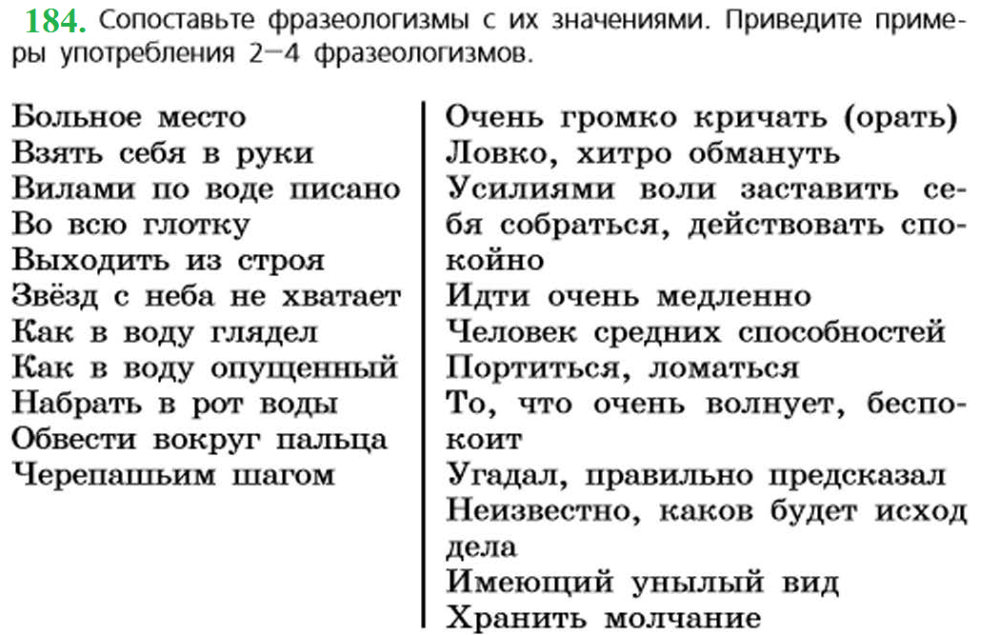 184. Сопоставьте фразеологизмы с их значениями. Приведите приме-
ры употребления 2—4 фразеологизмов.
Больное место
Взять себя в руки
Вилами по воде писано
Во всю глотку
Выходить из строя
Звёзд с неба не хватает
Как в воду глядел
Как в воду опущенный
Набрать в рот воды
Обвести вокруг пальца
Черепашьим шагом
Очень громко кричать (орать)
Ловко, хитро обмануть
Усилиями воли заставить се-
бя собраться, действовать спо-
койно
Идти очень медленно
Человек средних способностей
Портиться, ломаться
То, что очень волнует, беспо-
коит
Угадал, правильно предсказал
Неизвестно, каков будет исход
дела
Имеющий унылый вид
Хранить молчание